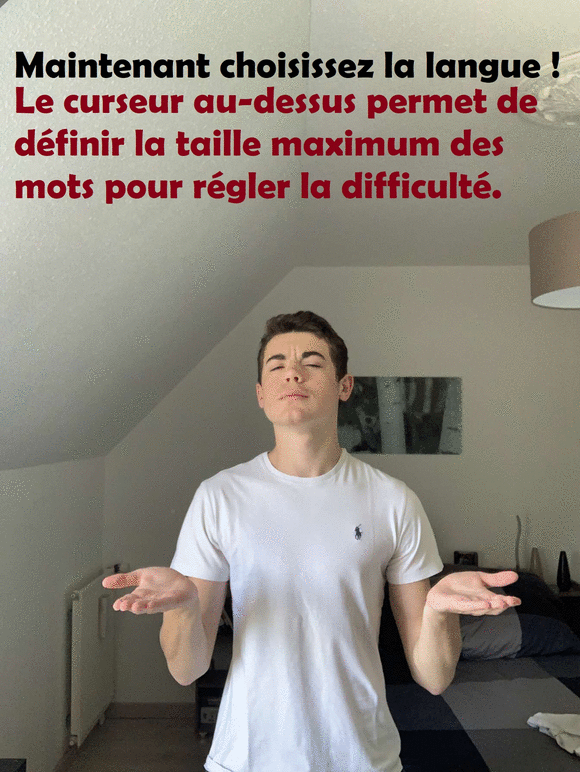 Maintenant choisissez la langue !
Le curseur au-dessus permet de
définir la taille maximum des
mots pour régler la difficulté.